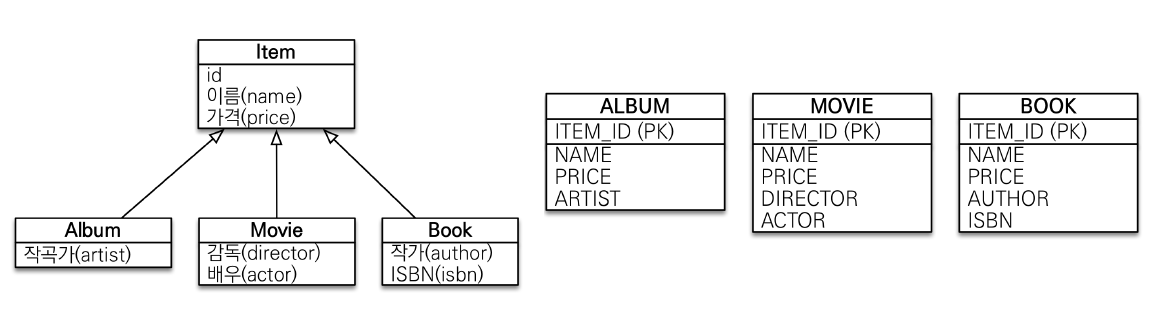 Item
id
이름(name)
가격(price)
Album
작곡가(artist)
Movie
감독(director)
배우(actor)
Book
작가(author)
ISBN(isbn)
ALBUM
ITEM_ID (PK)
NAME
PRICE
ARTIST
MOVIE
ITEM_ID (PK)
NAME
PRICE
DIRECTOR
ACTOR
BOOK
ITEM_ID (PK)
NAME
PRICE
AUTHOR
ISBN